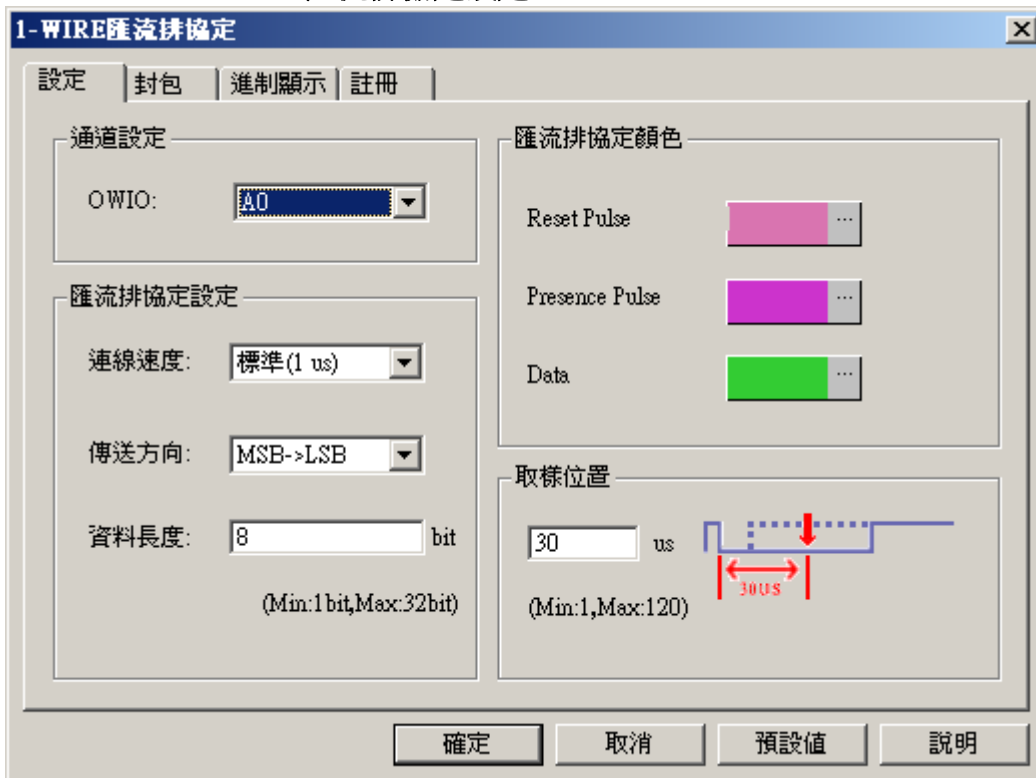 1-WIRE匯流排協定
設定 封包 進制顯示 註冊
通道設定
OWIO: A0
匯流排協定設定
連線速度: 標準(1 us)
傳送方向: MSB->LSB
資料長度: 8 bit
(Min:1bit,Max:32bit)
匯流排協定顏色
Reset Pulse ...
Presence Pulse ...
Data ...
取樣位置
30 us
30US
(Min:1,Max:120)
確定 取消 預設值 說明